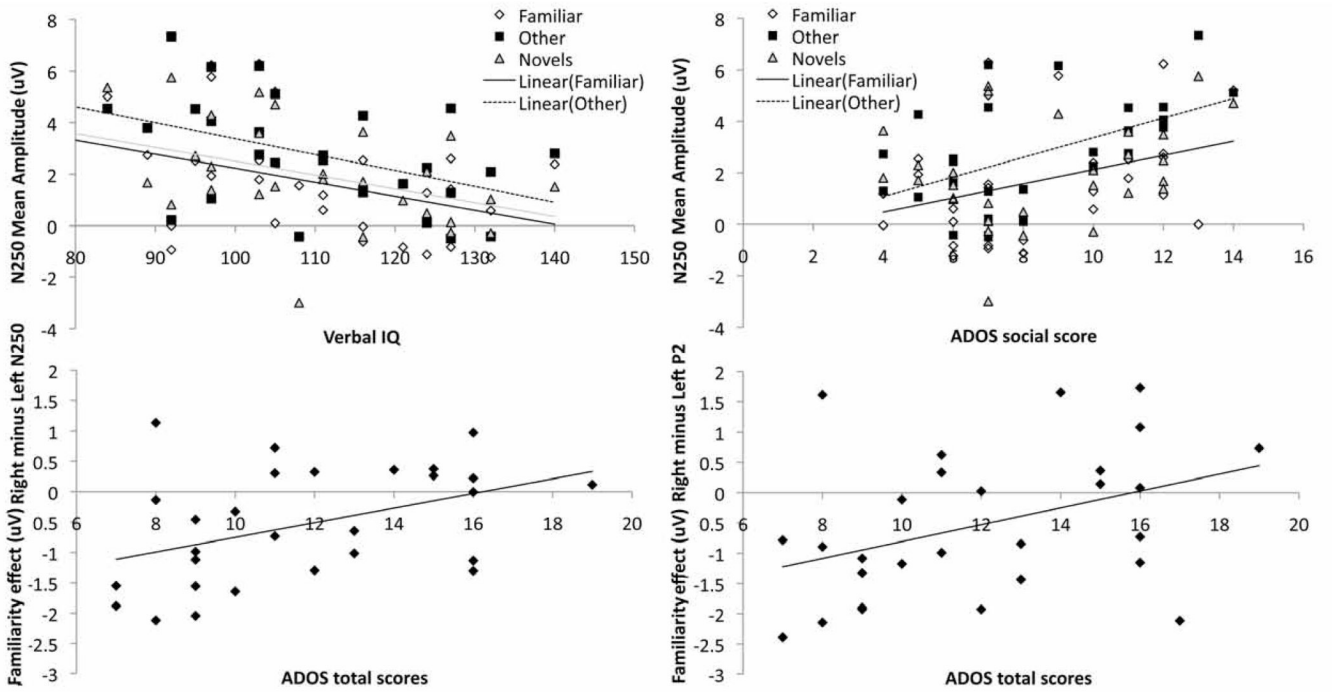 N250 Mean Amplitude (uV)
8
6
4
2
0
-2
-4
80 90 100 110 120 130 140 150
Verbal IQ
Familiar
Other
Novels
Linear(Familiar)
Linear(Other)
N250 Mean Amplitude (uV)
8
6
4
2
0
-2
-4
0 2 4 6 8 10 12 14 16
ADOS social score
Familiar
Other
Novels
Linear(Familiar)
Linear(Other)
Familiarity effect (uV) Right minus Left N250
2
1.5
1
0.5
0
0.5
-1
-1.5
-2
-2.5
-3
6 8 10 12 14 16 18 20
ADOS total scores
Familiarity effect (uV) Right minus Left P2
2
1.5
1
0.5
0
0.5
-1
-1.5
-2
-2.5
-3
6 8 10 12 14 16 18 20
ADOS total scores